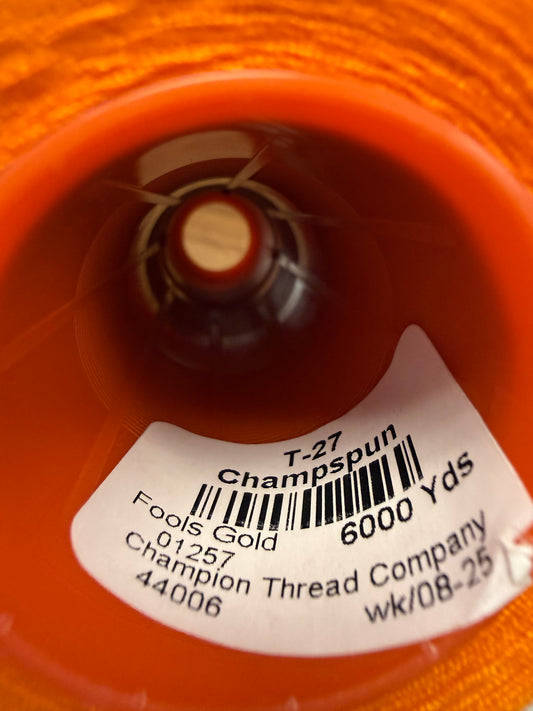 T-27
Champspun
6000 Yds
Fools Gold
01257
Champion Thread Company
44006
wk/08-25